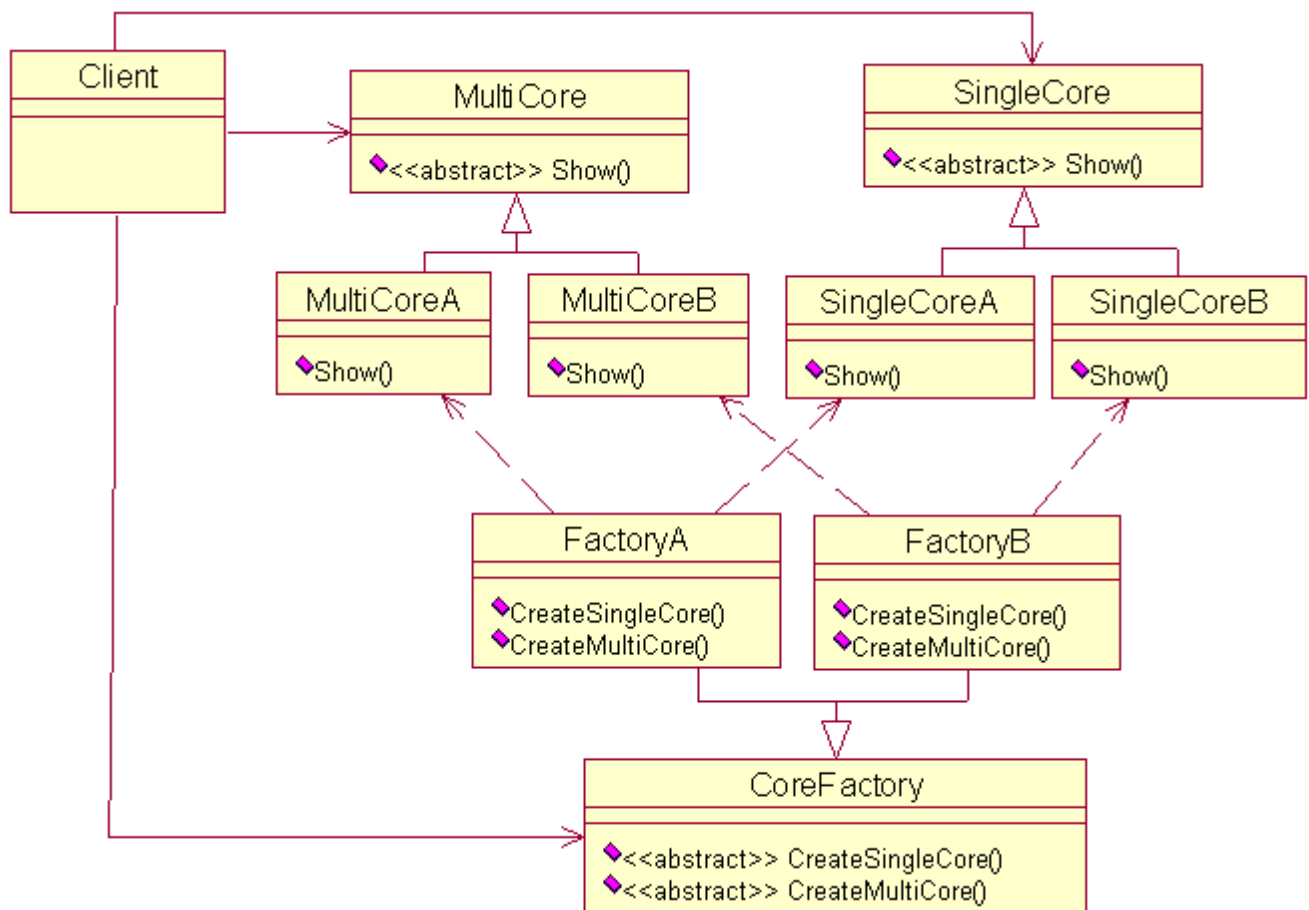 Client
MultiCore
<<abstract>> Show()
SingleCore
<<abstract>> Show()
MultiCoreA
Show()
MultiCoreB
Show()
SingleCoreA
Show()
SingleCoreB
Show()
FactoryA
CreateSingleCore()
CreateMultiCore()
FactoryB
CreateSingleCore()
CreateMultiCore()
CoreFactory
<<abstract>> CreateSingleCore()
<<abstract>> CreateMultiCore()